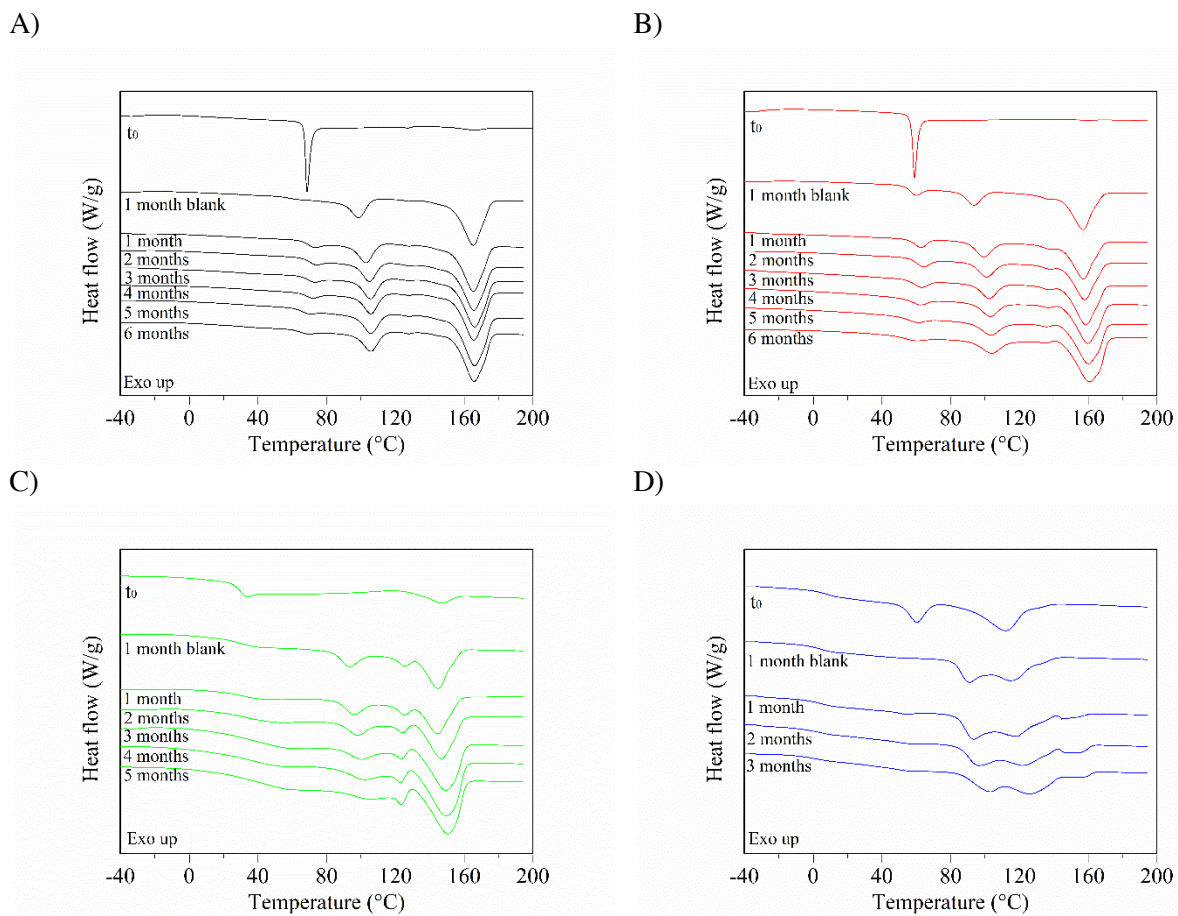 A)
B)
t₀
1 month blank
1 month
2 months
3 months
4 months
5 months
6 months
Exo up
Heat flow (W/g)
-40 0 40 80 120 160 200
Temperature (°C)
t₀
1 month blank
1 month
2 months
3 months
4 months
5 months
6 months
Exo up
Heat flow (W/g)
-40 0 40 80 120 160 200
Temperature (°C)
C)
D)
t₀
1 month blank
1 month
2 months
3 months
4 months
5 months
Exo up
Heat flow (W/g)
-40 0 40 80 120 160 200
Temperature (°C)
t₀
1 month blank
1 month
2 months
3 months
Exo up
Heat flow (W/g)
-40 0 40 80 120 160 200
Temperature (°C)